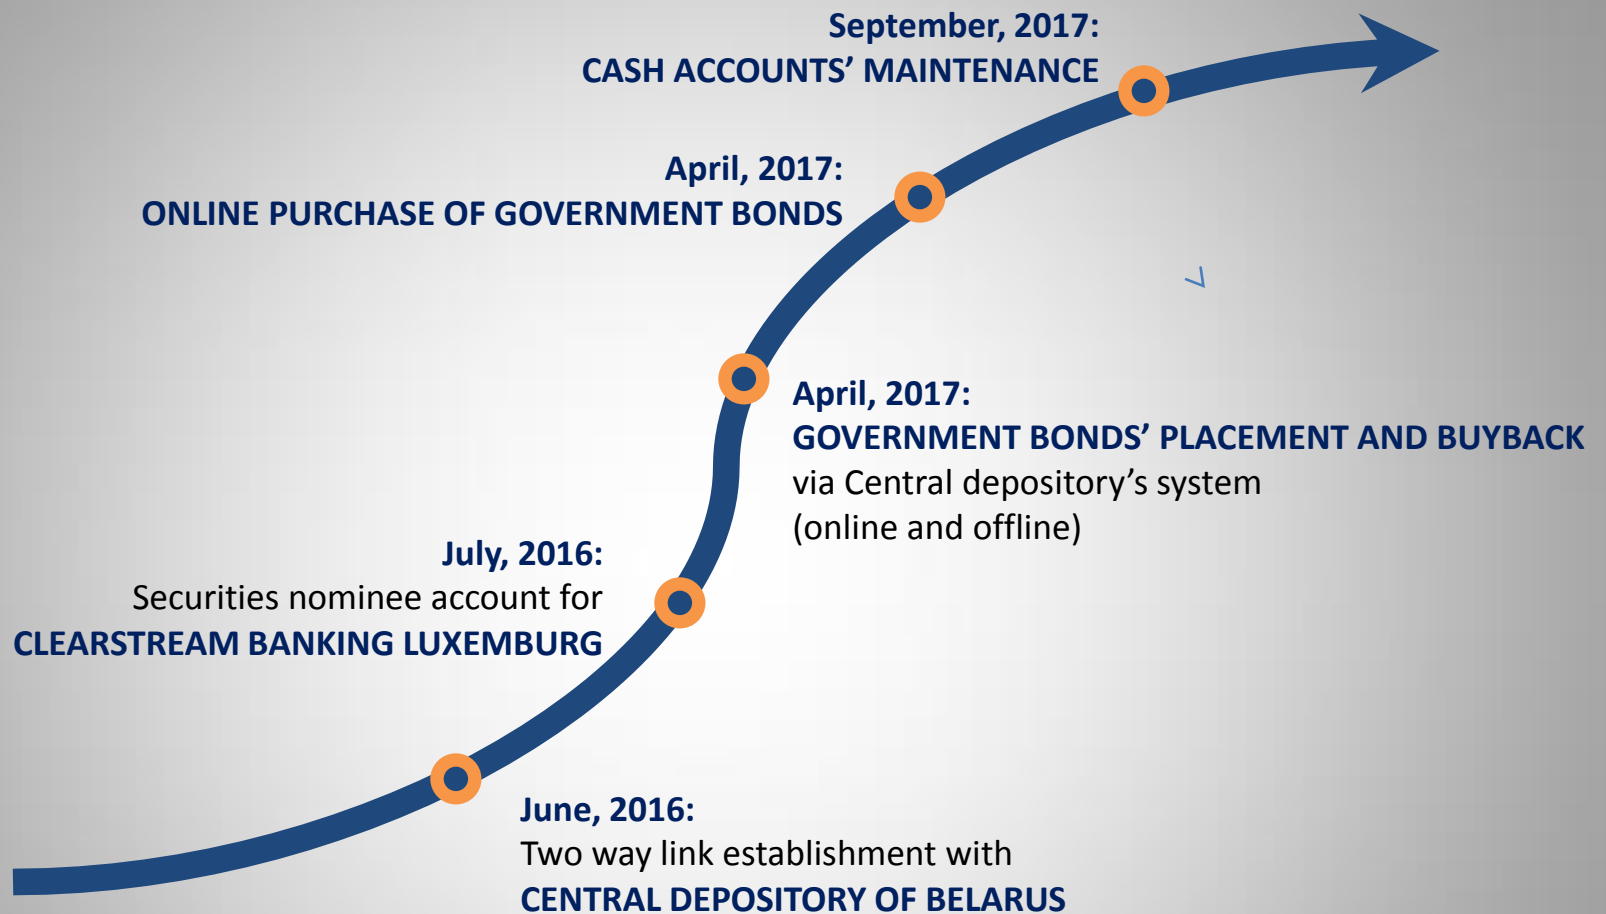 September, 2017:
CASH ACCOUNTS’ MAINTENANCE
April, 2017:
ONLINE PURCHASE OF GOVERNMENT BONDS
April, 2017:
GOVERNMENT BONDS’ PLACEMENT AND BUYBACK
via Central depository’s system
(online and offline)
July, 2016:
Securities nominee account for
CLEARSTREAM BANKING LUXEMBURG
June, 2016:
Two way link establishment with
CENTRAL DEPOSITORY OF BELARUS